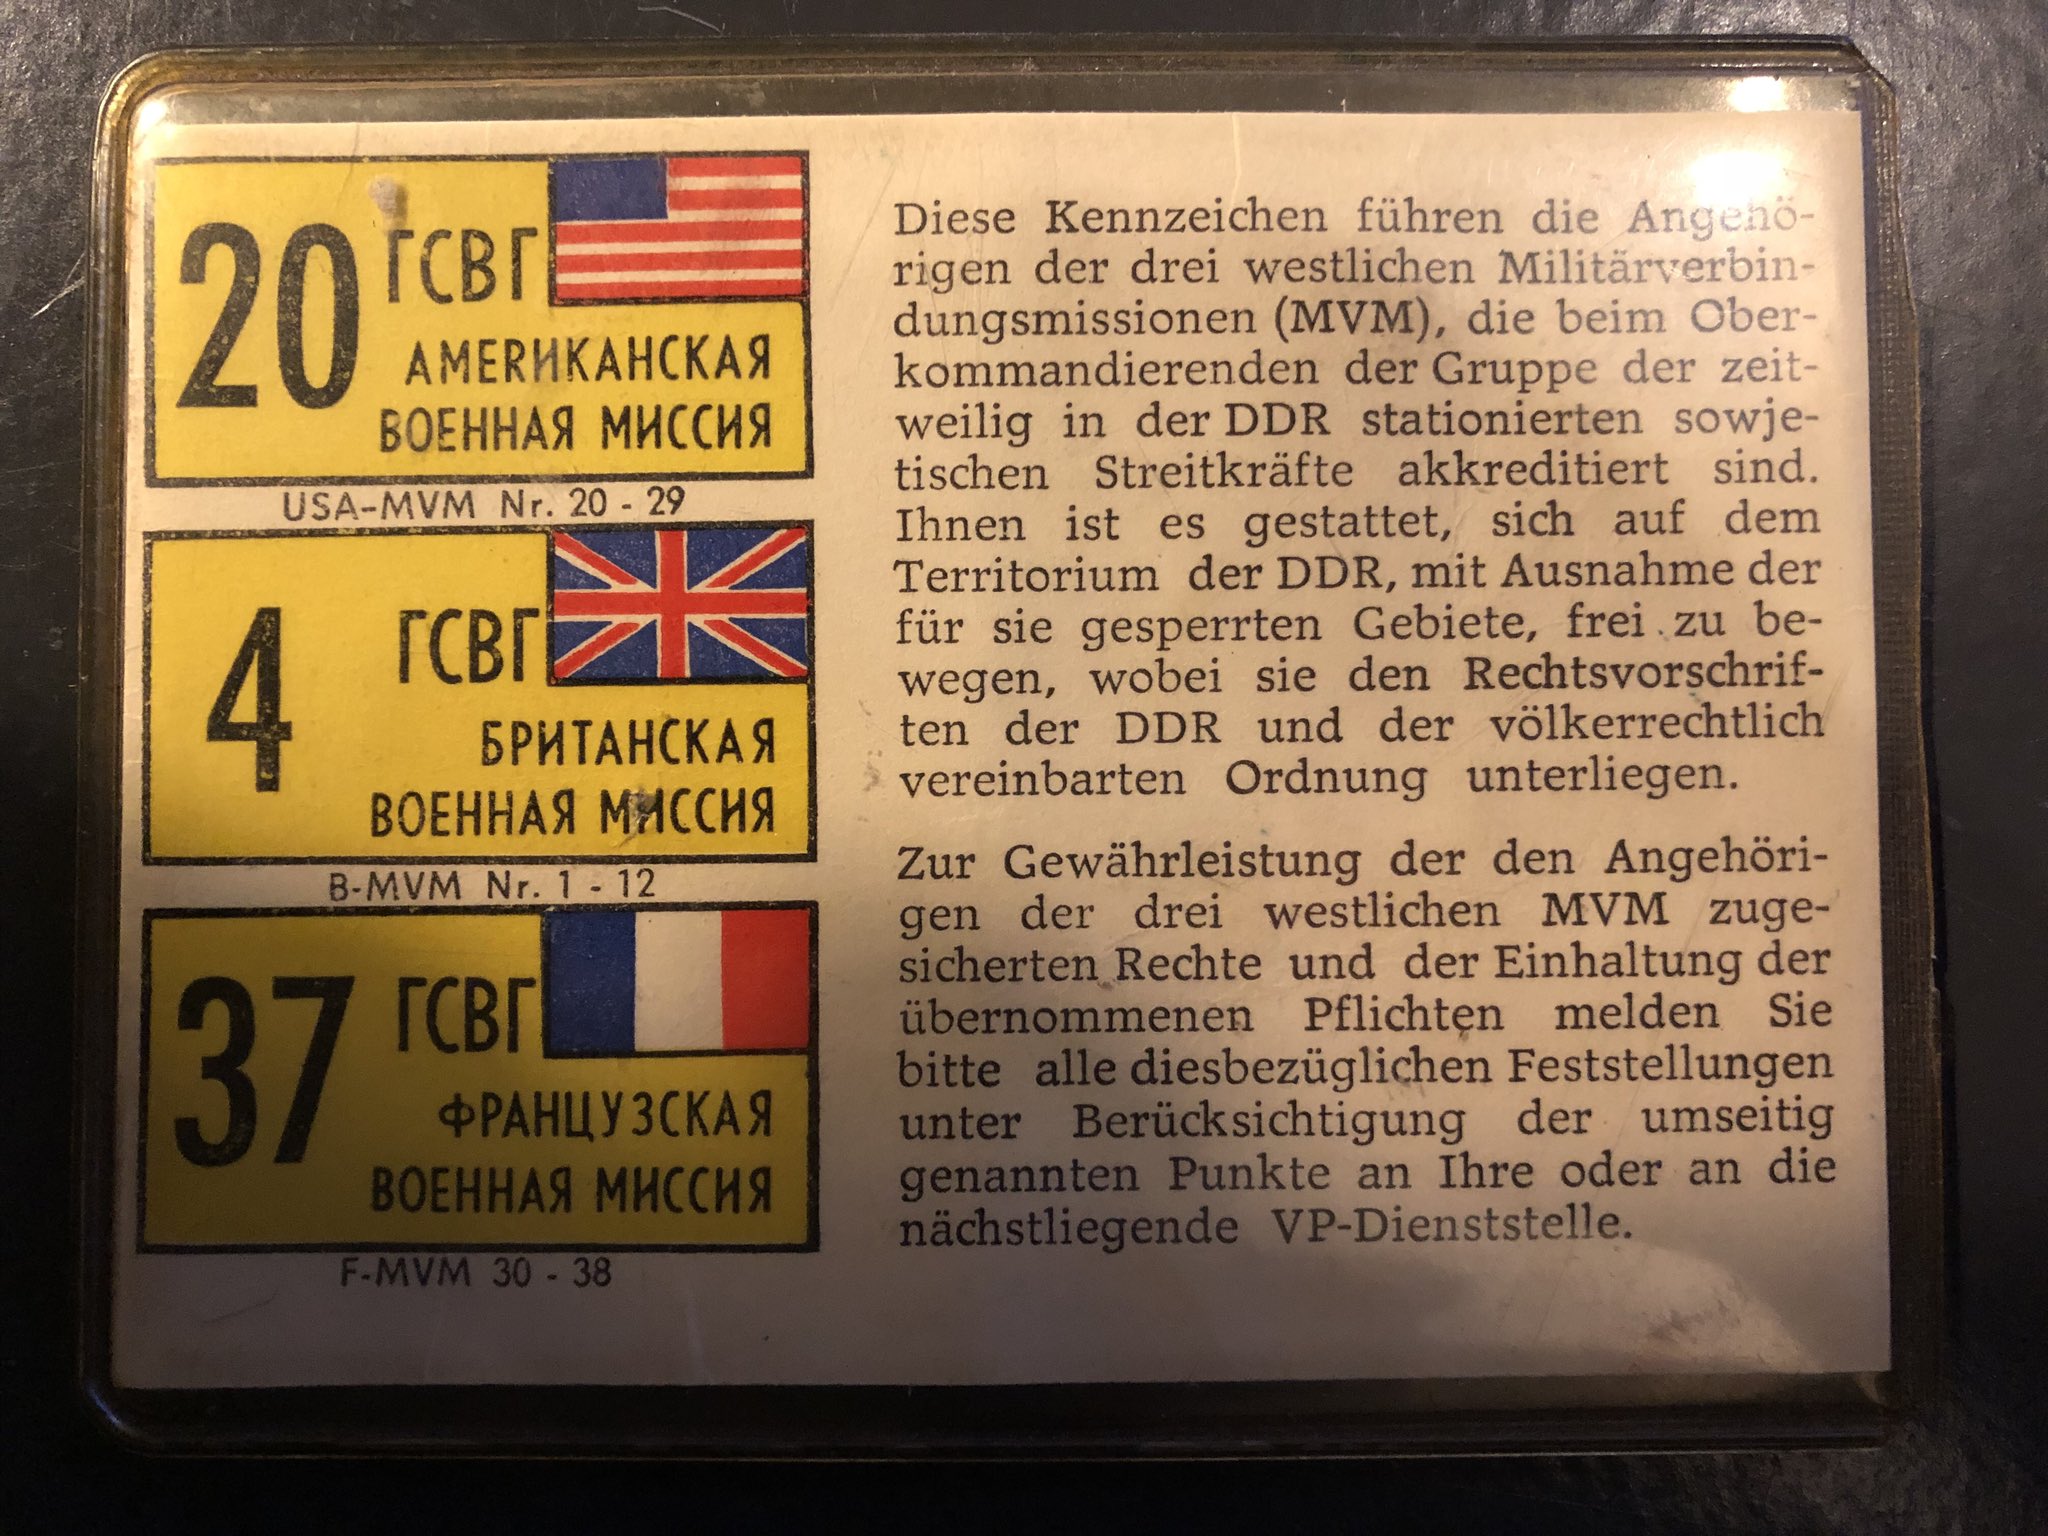 20 ГСВГ
АМЕRИКАНСКАЯ
ВОЕННАЯ МИССИЯ
USA-MVM Nr. 20 - 29
4 ГСВГ
БРИТАНСКАЯ
ВОЕННАЯ МИССИЯ
B-MVM Nr. 1 - 12
37 ГСВГ
ФРАНЦУЗСКАЯ
ВОЕННАЯ МИССИЯ
F-MVM 30 - 38
Diese Kennzeichen führen die Angehö-
rigen der drei westlichen Militärverbin-
dungsmissionen (MVM), die beim Ober-
kommandierenden der Gruppe der zeit-
weilig in der DDR stationierten sowje-
tischen Streitkräfte akkreditiert sind.
Ihnen ist es gestattet, sich auf dem
Territorium der DDR, mit Ausnahme der
für sie gesperrten Gebiete, frei zu be-
wegen, wobei sie den Rechtsvorschrif-
ten der DDR und der völkerrechtlich
vereinbarten Ordnung unterliegen.
Zur Gewährleistung der den Angehöri-
gen der drei westlichen MVM zuge-
sicherten Rechte und der Einhaltung der
übernommenen Pflichten melden Sie
bitte alle diesbezüglichen Feststellungen
unter Berücksichtigung der umseitig
genannten Punkte an Ihre oder an die
nächstliegende VP-Dienststelle.